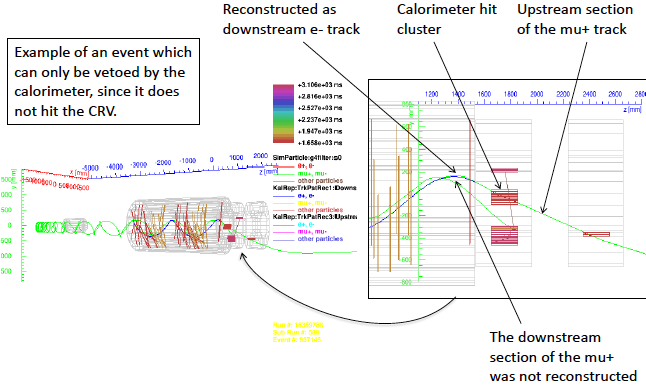 Reconstructed as
downstream e- track
Calorimeter hit
cluster
Upstream section
of the mu+ track
Example of an event which
can only be vetoed by the
calorimeter, since it does
not hit the CRV.
+3.106e+03 ns
+2.816e+03 ns
+2.527e+03 ns
+2.237e+03 ns
+1.947e+03 ns
+1.658e+03 ns
SimParticle:g4filter:s0
e+, e-
mu+, mu-
other particles
KalRep:TrkPatRec1:Downs
e+, e-
mu+, mu-
other particles
KalRep:TrkPatRec3:Upstre
e+, e-
mu+, mu-
other particles
x [mm]
-5000 -4000 -3000 -2000 -1000 0 1000 2000
z [mm]
1200 1400 1600 1800 2000 2200 2400 2600 2800
z [mm]
The downstream
section of the mu+
was not reconstructed